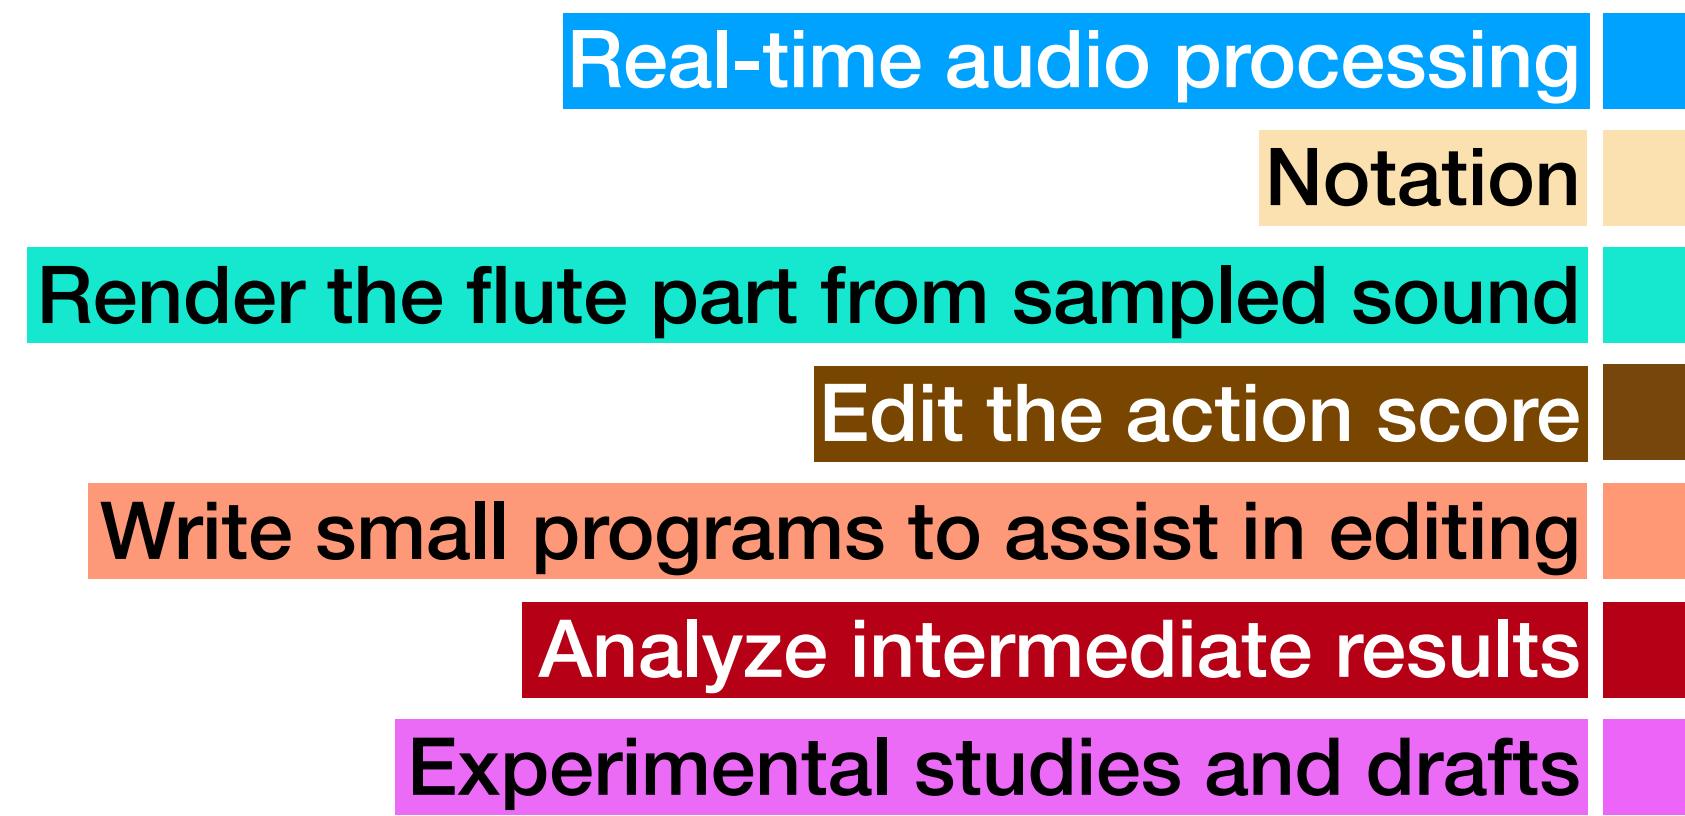 Real-time audio processing
Notation
Render the flute part from sampled sound
Edit the action score
Write small programs to assist in editing
Analyze intermediate results
Experimental studies and drafts